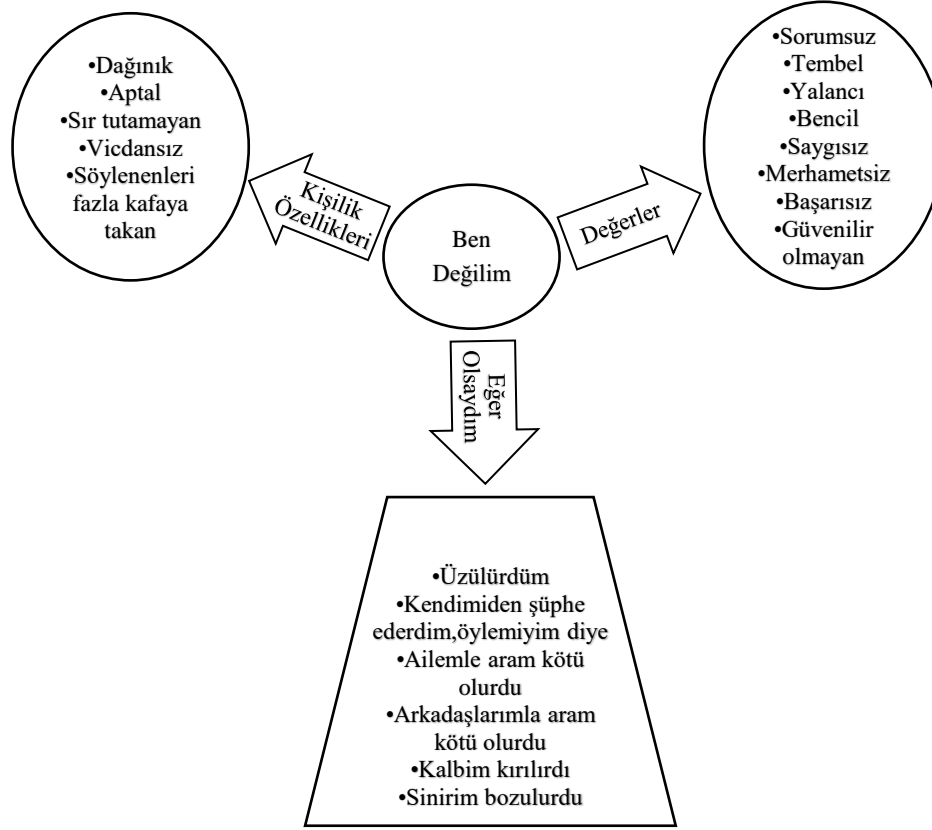 •Dağınık
•Aptal
•Sır tutamayan
•Vicdansız
•Söylenenleri
fazla kafaya
takan
Kişilik
Özellikleri
Ben
Değilim
Değerler
•Sorumsuz
•Tembel
•Yalancı
•Bencil
•Saygısız
•Merhametsiz
•Başarısız
•Güvenilir
olmayan
Eğer
Olsaydım
•Üzülürdüm
•Kendimiden şüphe
ederdim,öylemiyim diye
•Ailemle aram kötü
olurdu
•Arkadaşlarımla aram
kötü olurdu
•Kalbim kırılırdı
•Sinirim bozulurdu